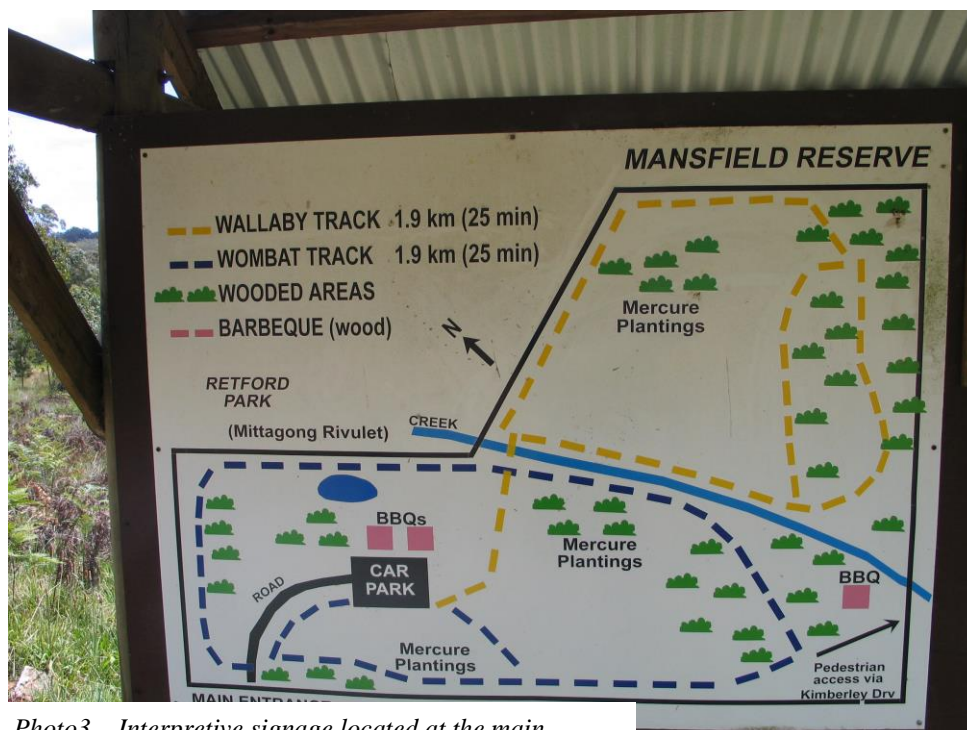 MANSFIELD RESERVE
WALLABY TRACK 1.9 km (25 min)
WOMBAT TRACK 1.9 km (25 min)
WOODED AREAS
BARBEQUE (wood)
N
RETFORD
PARK
(Mittagong Rivulet)
CREEK
Mercure
Plantings
BBQs
CAR
PARK
ROAD
Mercure
Plantings
BBQ
Mercure
Plantings
Pedestrian
access via
Kimberley Drv
MAIN ENTRANCE
Photo3 Interpretive signage located at the main